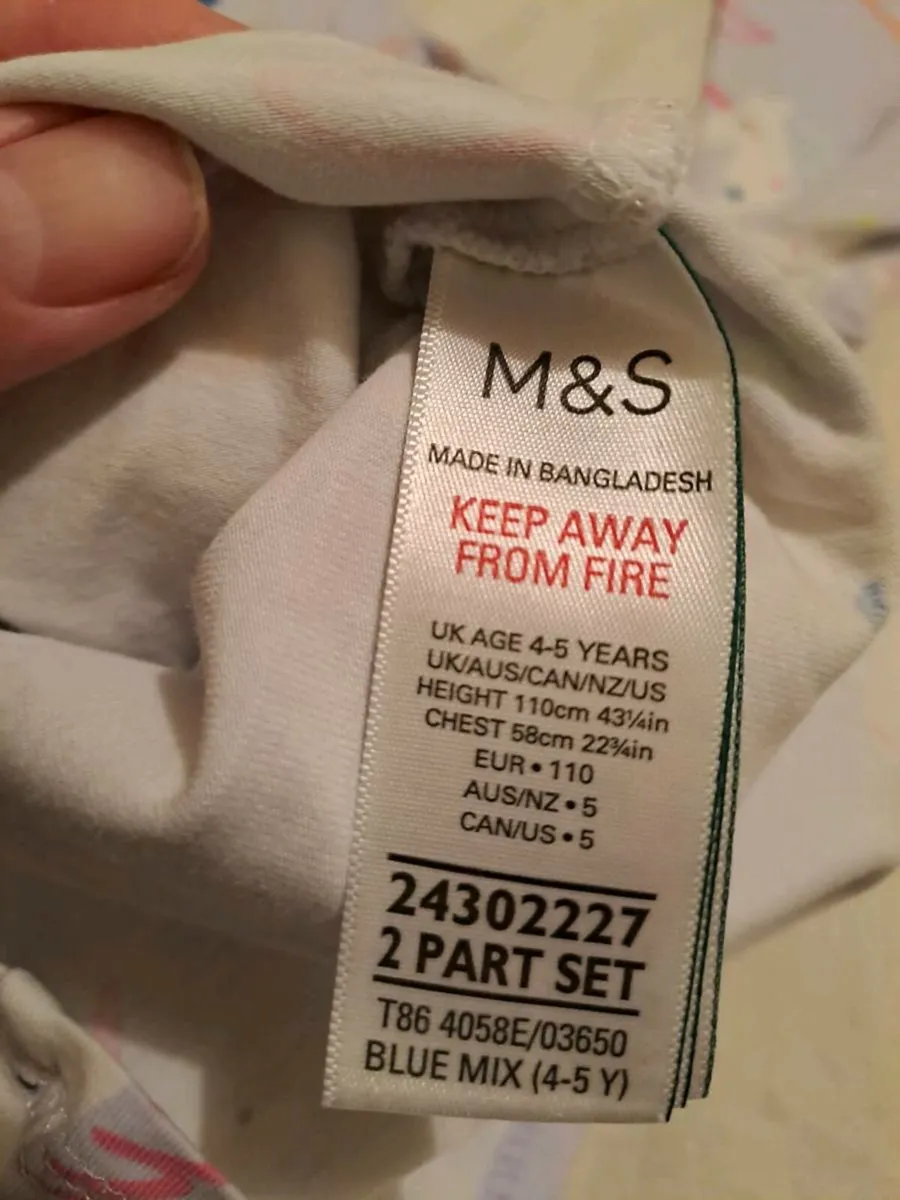 M&S
MADE IN BANGLADESH
KEEP AWAY
FROM FIRE
UK AGE 4-5 YEARS
UK/AUS/CAN/NZ/US
HEIGHT 110cm 43¼in
CHEST 58cm 22¾in
EUR • 110
AUS/NZ • 5
CAN/US • 5
24302227
2 PART SET
T86 4058E/03650
BLUE MIX (4-5 Y)